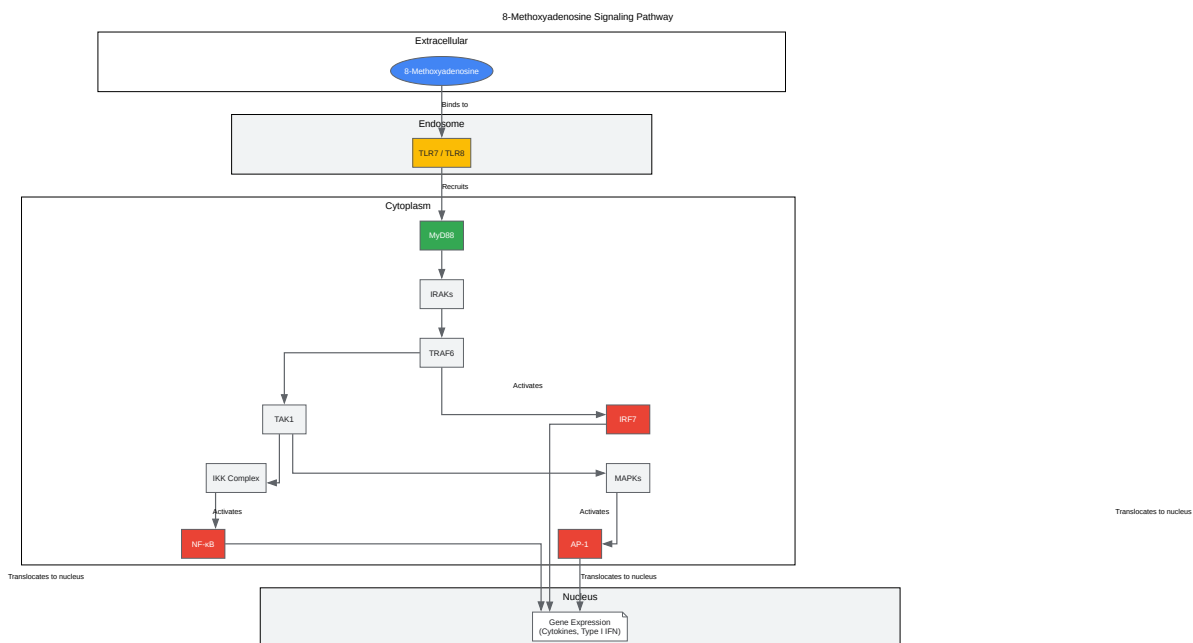 8-Methoxyadenosine Signaling Pathway
Extracellular
8-Methoxyadenosine
Binds to
Endosome
TLR7 / TLR8
Recruits
Cytoplasm
MyD88
IRAKs
TRAF6
Activates
TAK1
IRF7
IKK Complex
MAPKs
Activates
Activates
Translocates to nucleus
NF-κB
AP-1
Translocates to nucleus
Translocates to nucleus
Nucleus
Gene Expression
(Cytokines, Type I IFN)